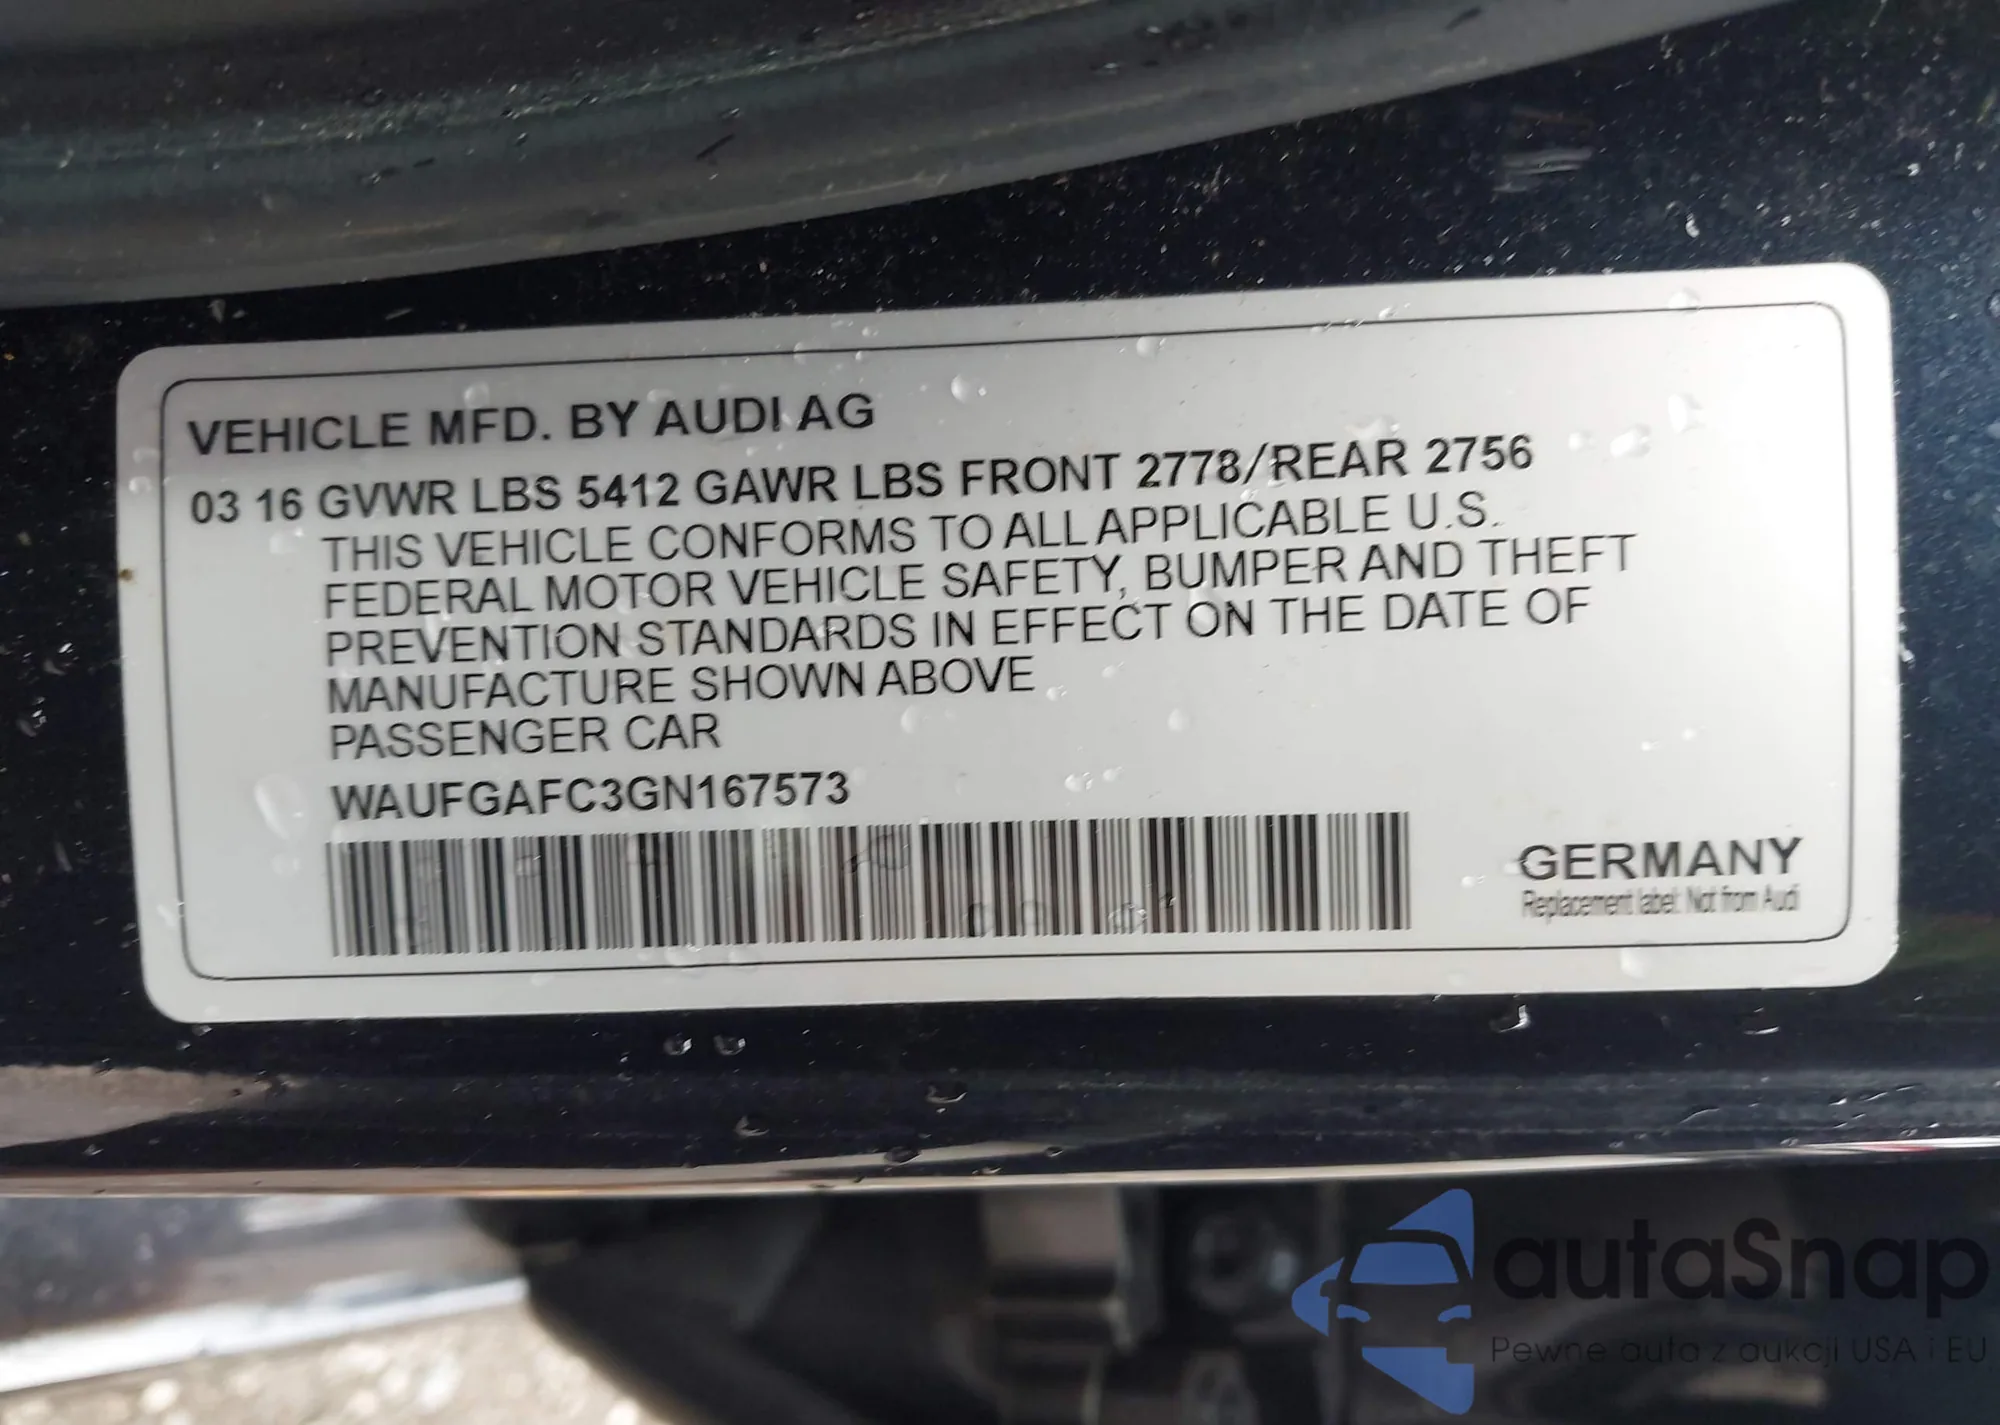 VEHICLE MFD. BY AUDI AG
03 16 GVWR LBS 5412 GAWR LBS FRONT 2778/REAR 2756
THIS VEHICLE CONFORMS TO ALL APPLICABLE U.S.
FEDERAL MOTOR VEHICLE SAFETY, BUMPER AND THEFT
PREVENTION STANDARDS IN EFFECT ON THE DATE OF
MANUFACTURE SHOWN ABOVE
PASSENGER CAR
WAUFGAFC3GN167573
GERMANY
Replacement label: Not from Audi
autaSnap
Pewne auta z aukcji USA i EU